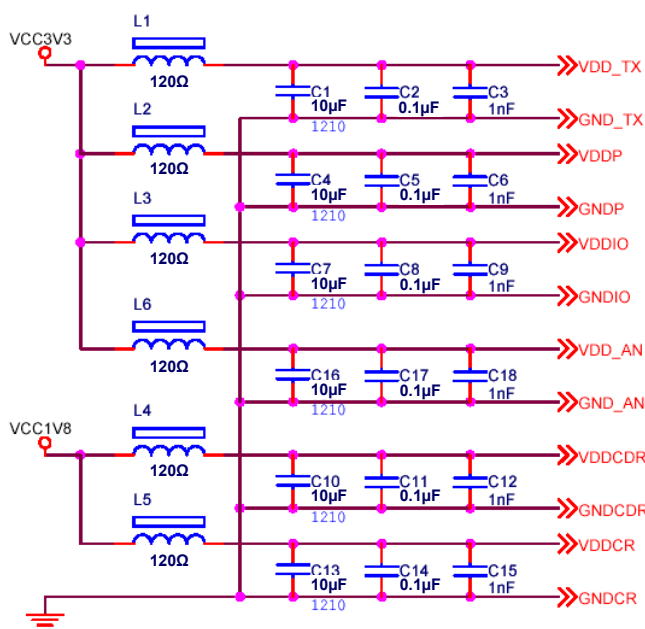 L1
VCC3V3
120Ω
VDD_TX
C1
10µF
1210
C2
0.1µF
C3
1nF
GND_TX
L2
120Ω
VDDP
C4
10µF
1210
C5
0.1µF
C6
1nF
GNDP
L3
120Ω
VDDIO
C7
10µF
1210
C8
0.1µF
C9
1nF
GNDIO
L6
120Ω
VDD_AN
C16
10µF
1210
C17
0.1µF
C18
1nF
GND_AN
L4
VCC1V8
120Ω
VDDCDR
C10
10µF
1210
C11
0.1µF
C12
1nF
GNDCDR
L5
120Ω
VDDCR
C13
10µF
1210
C14
0.1µF
C15
1nF
GNDCR